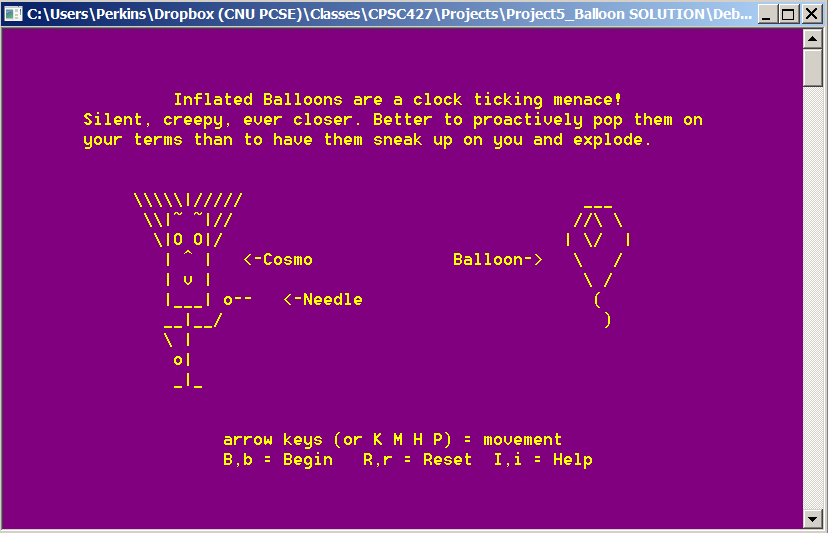 C:\Users\Perkins\Dropbox (CNU PCSE)\Classes\CPSC427\Projects\Project5_Balloon SOLUTION\Deb...
Inflated Balloons are a clock ticking menace!
Silent, creepy, ever closer. Better to proactively pop them on
your terms than to have them sneak up on you and explode.
\\\\\|/////                                  ___
 \\|~ ~|//                                  //\ \
  \|O O|/                                  | \/  |
   | ^ |   <-Cosmo              Balloon->   \   /
   | v |                                     \ /
   |___| o--   <-Needle                       (
   __|__/                                      )
   \ |
    o|
    _|_
arrow keys (or K M H P) = movement
B,b = Begin   R,r = Reset  I,i = Help